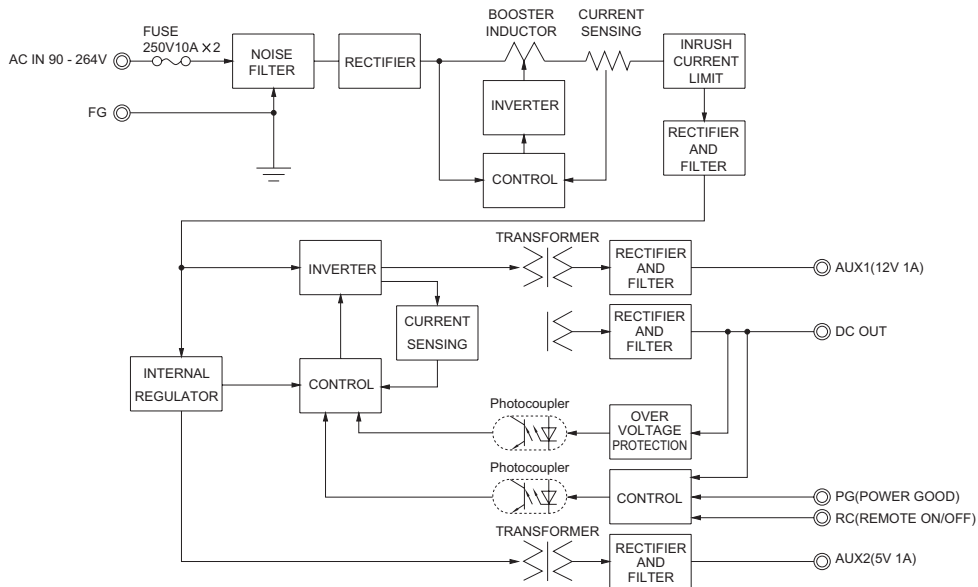 BOOSTER
INDUCTOR
CURRENT
SENSING
FUSE
250V10A ×2
AC IN 90 - 264V
NOISE
FILTER
RECTIFIER
INRUSH
CURRENT
LIMIT
INVERTER
FG
RECTIFIER
AND
FILTER
CONTROL
TRANSFORMER
INVERTER
RECTIFIER
AND
FILTER
AUX1(12V 1A)
CURRENT
SENSING
RECTIFIER
AND
FILTER
DC OUT
INTERNAL
REGULATOR
CONTROL
Photocoupler
OVER
VOLTAGE
PROTECTION
Photocoupler
CONTROL
PG(POWER GOOD)
RC(REMOTE ON/OFF)
TRANSFORMER
RECTIFIER
AND
FILTER
AUX2(5V 1A)